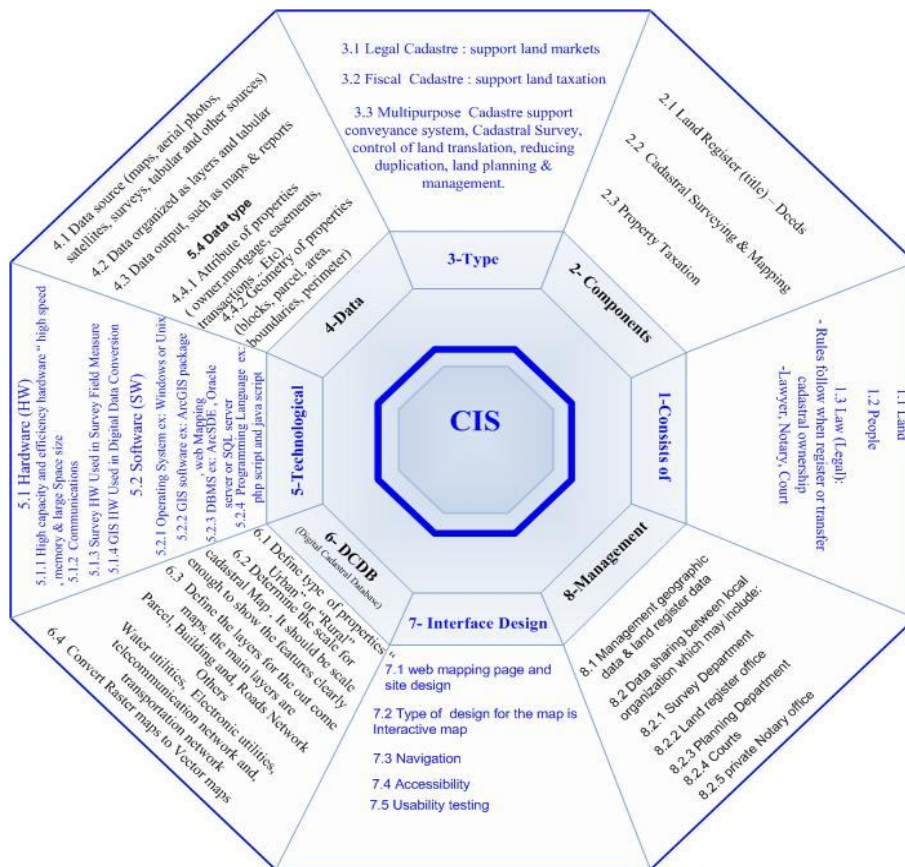 CIS
1-Consists of
1.1 Land
1.2 People
1.3 Law (Legal):
- Rules follow when register or transfer
cadastral ownership
-Lawyer, Notary, Court
2- Components
2.1 Land Register (title) – Deeds
2.2 Cadastral Surveying & Mapping
2.3 Property Taxation
3-Type
3.1 Legal Cadastre : support land markets
3.2 Fiscal Cadastre : support land taxation
3.3 Multipurpose Cadastre support
conveyance system, Cadastral Survey,
control of land translation, reducing
duplication, land planning &
management.
4-Data
4.1 Data source (maps, aerial photos,
satellites, surveys, tabular and other sources)
4.2 Data organized as layers and tabular
4.3 Data output, such as maps & reports
5.4 Data type
4.4.1 Attribute of properties
( owner,mortgage, easements,
transactions .. Etc)
4.4.2 Geometry of properties
(blocks, parcel, area,
boundaries, perimeter)
5-Technological
5.1 Hardware (HW)
5.1.1 High capacity and efficiency hardware “ high speed
, memory & large Space size
5.1.2 Communications
5.1.3 Survey HW Used in Survey Field Measure
5.1.4 GIS HW Used in Digital Data Conversion
5.2 Software (SW)
5.2.1 Operating System ex: Windows or Unix
5.2.2 GIS software ex: ArcGIS package
, web Mapping
5.2.3 DBMS ex: ArcSDE , Oracle
server or SQL server
5.2.4 Programming Language ex:
php script and java script
6- DCDB
(Digital Cadastral Database)
6.1 Define type of properties “
Urban” or “Rural”
6.2 Determine the scale for
cadastral Map , It should be scale
enough to show the features clearly
6.3 Define the layers for the out come
maps, the main layers are
Parcel, Building and, Roads Network
Others
Water utilities, Electronic utilities,
telecommunication network and,
transportation network
6.4 Convert Raster maps to Vector maps
7- Interface Design
7.1 web mapping page and
site design
7.2 Type of design for the map is
Interactive map
7.3 Navigation
7.4 Accessibility
7.5 Usability testing
8-Management
8.1 Management geographic
data & land register data
8.2 Data sharing between local
organization which may include:
8.2.1 Survey Department
8.2.2 Land register office
8.2.3 Planning Department
8.2.4 Courts
8.2.5 private Notary office